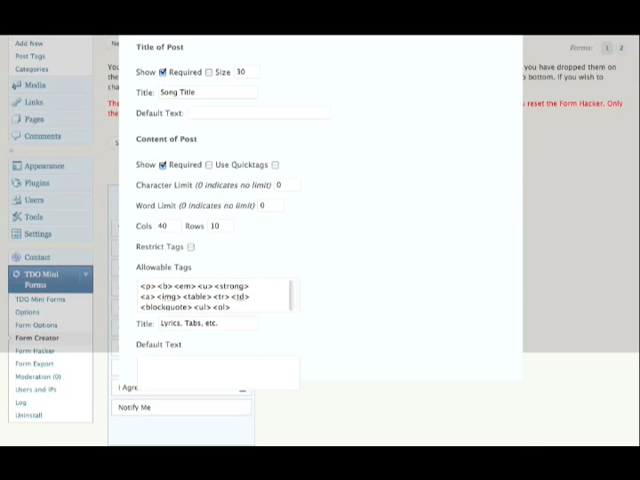 Add New
Post Tags
Categories
Media
Links
Pages
Comments
Appearance
Plugins
Users
Tools
Settings
Contact
TDO Mini
Forms
TDO Mini Forms
Options
Form Options
Form Creator
Form Hacker
Form Export
Moderation (0)
Users and IPs
Log
Uninstall
Title of Post
Show Required Size 30
Title: Song Title
Default Text:
Content of Post
Show Required Use Quicktags
Character Limit (0 indicates no limit) 0
Word Limit (0 indicates no limit) 0
Cols 40 Rows 10
Restrict Tags
Allowable Tags
<p> <b> <em> <u> <strong>
<a> <img> <table> <tr> <td>
<blockquote> <ul> <ol>
Title: Lyrics, Tabs, etc.
Default Text
I Agre
Notify Me
Forms: 1 2
you have dropped them on
bottom. If you wish to
reset the Form Hacker. Only